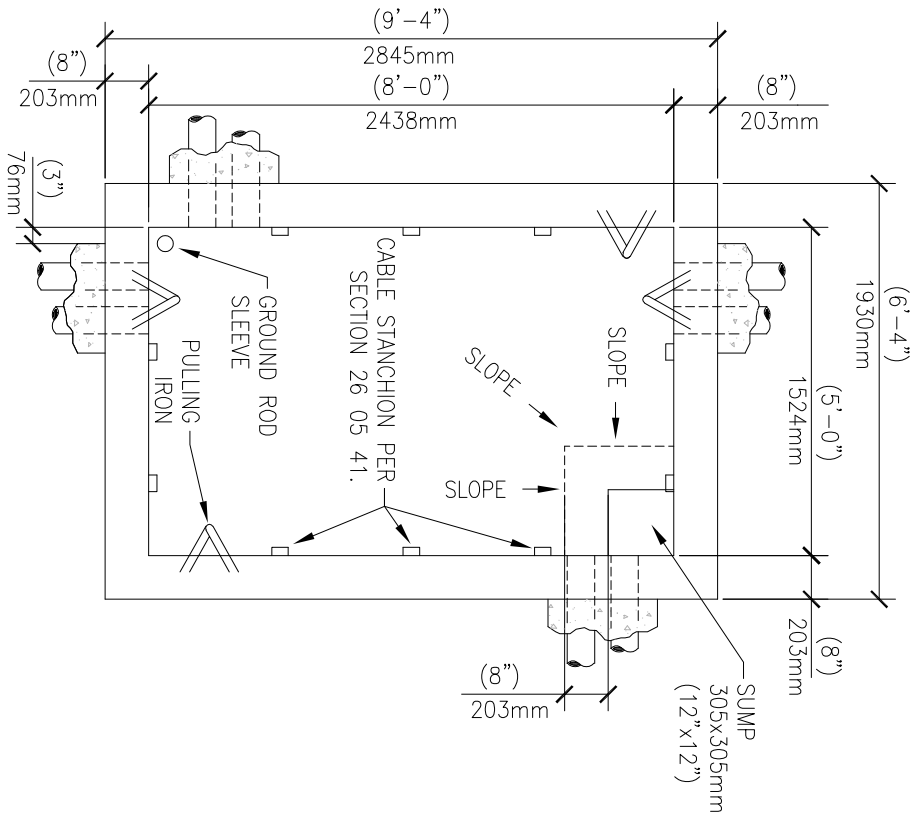 (9'-4")
2845mm
(8")
203mm
(8'-0")
2438mm
(8")
203mm
(3")
76mm
(6'-4")
1930mm
(5'-0")
1524mm
(8")
203mm
CABLE STANCHION PER
SECTION 26 05 41.
GROUND ROD
SLEEVE
PULLING
IRON
SLOPE
SLOPE
SLOPE
(8")
203mm
SUMP
305x305mm
(12"x12")